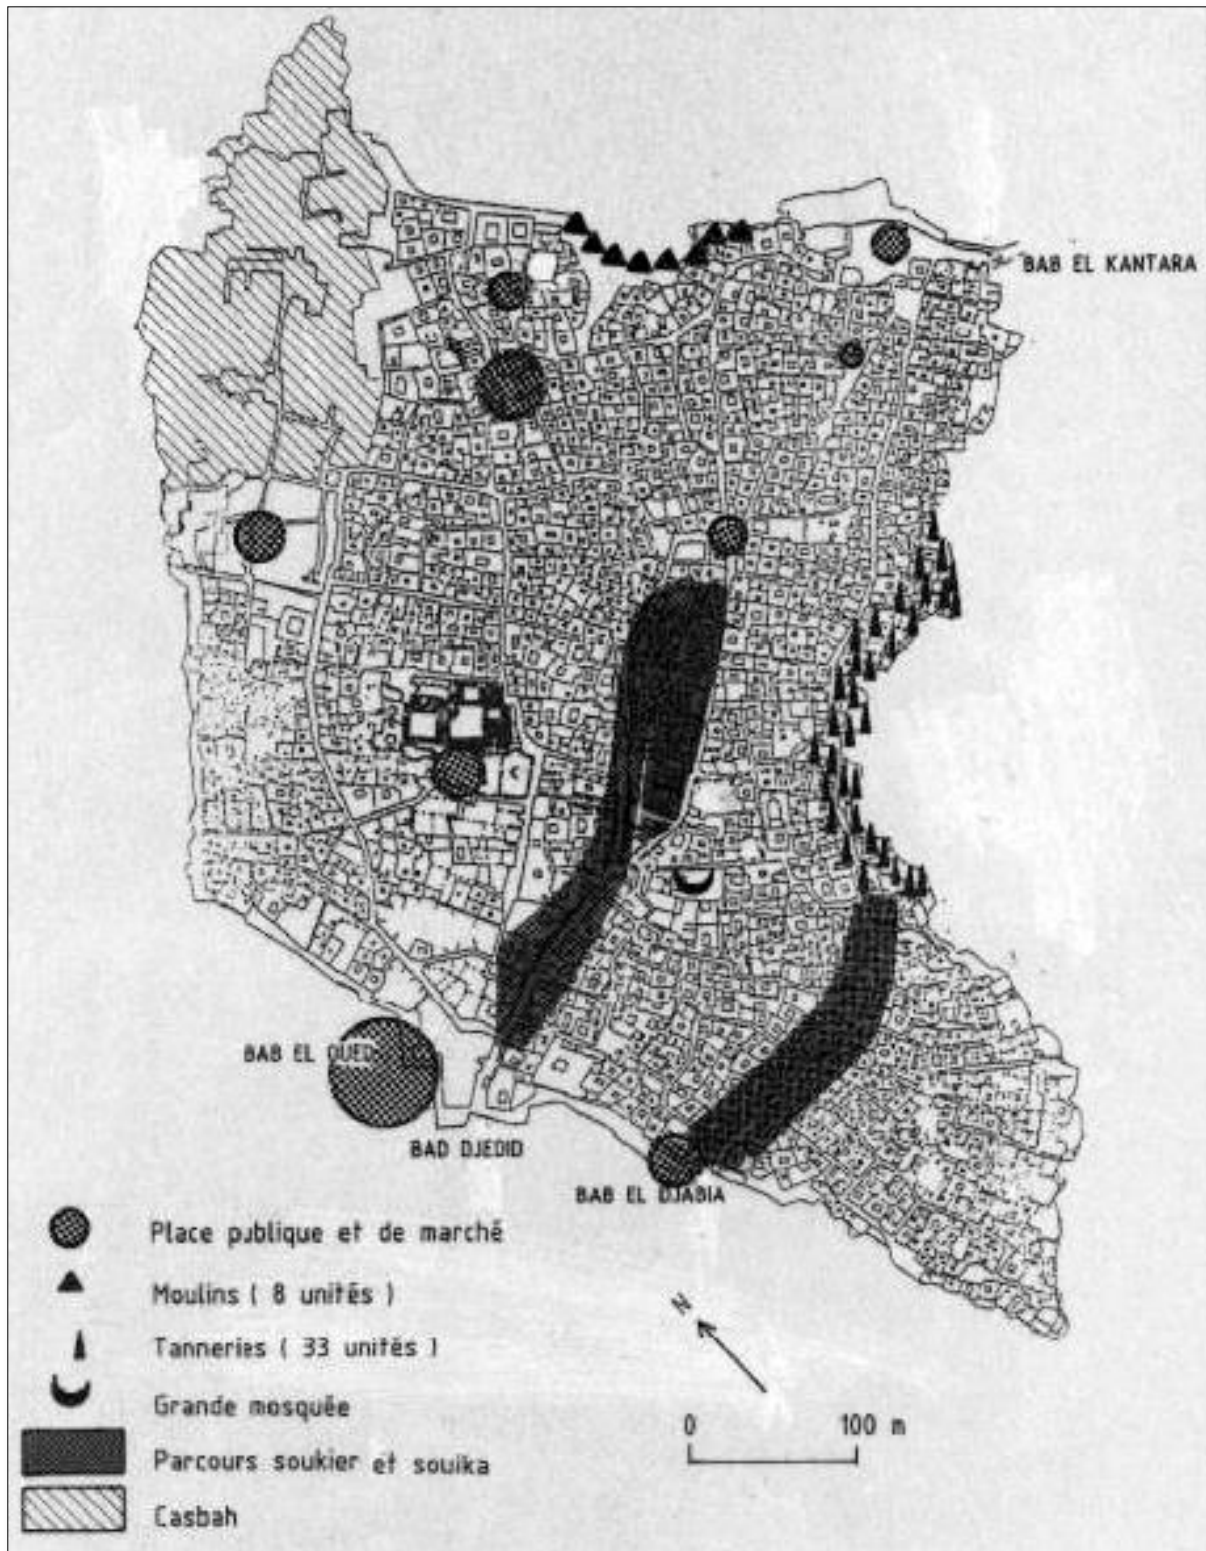 BAB EL KANTARA
BAB EL OUED
BAD DJEDID
BAB EL DJABIA
Place publique et de marché
Moulins ( 8 unités )
Tanneries ( 33 unités )
Grande mosquée
Parcours soukier et souika
Casbah
N
0 100 m